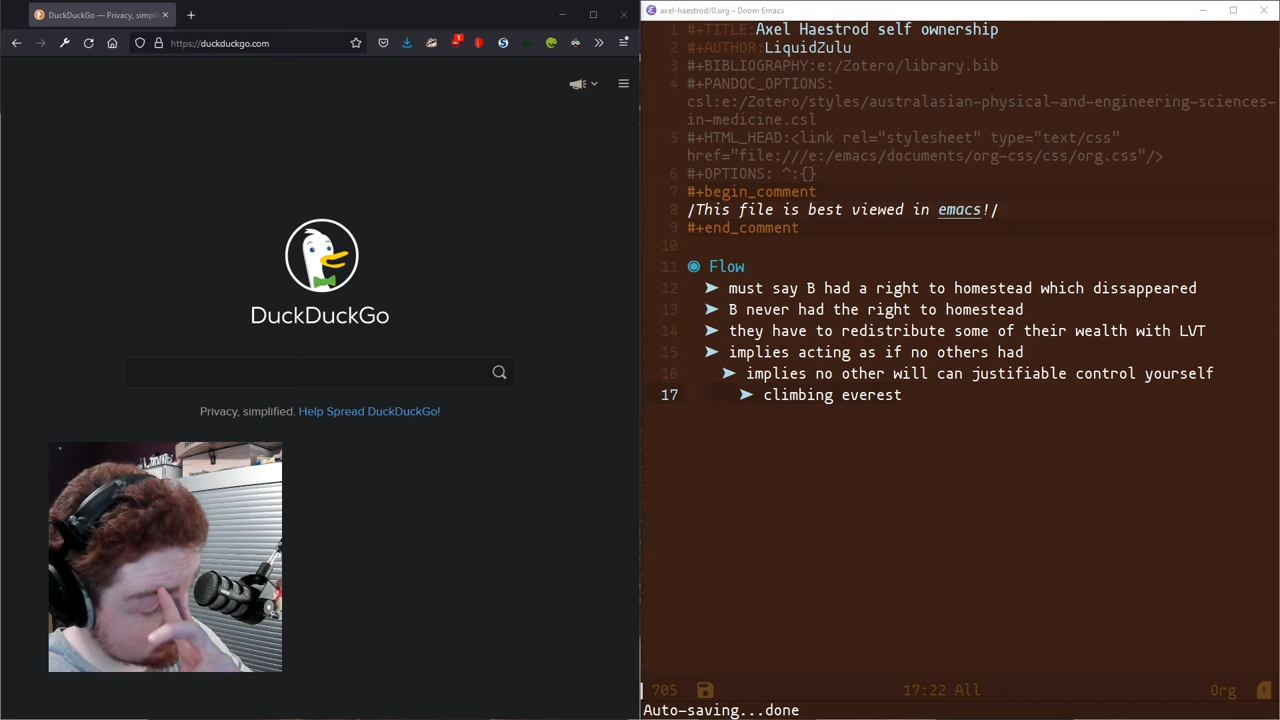 DuckDuckGo — Privacy, simplifi
https://duckduckgo.com
DuckDuckGo
Privacy, simplified. Help Spread DuckDuckGo!
axel-haestrod/0.org – Doom Emacs
1 #+TITLE:Axel Haestrod self ownership
2 #+AUTHOR:LiquidZulu
3 #+BIBLIOGRAPHY:e:/Zotero/library.bib
4 #+PANDOC_OPTIONS:
csl:e:/Zotero/styles/australasian-physical-and-engineering-sciences-
in-medicine.csl
5 #+HTML_HEAD:<link rel="stylesheet" type="text/css"
href="file:///e:/emacs/documents/org-css/css/org.css"/>
6 #+OPTIONS: ^:{}
7 #+begin_comment
8 /This file is best viewed in emacs!/
9 #+end_comment
10
11 ◉ Flow
12 ➤ must say B had a right to homestead which dissappeared
13 ➤ B never had the right to homestead
14 ➤ they have to redistribute some of their wealth with LVT
15 ➤ implies acting as if no others had
16 ➤ implies no other will can justifiable control yourself
17 ➤ climbing everest
705 17:22 All Org
Auto-saving...done